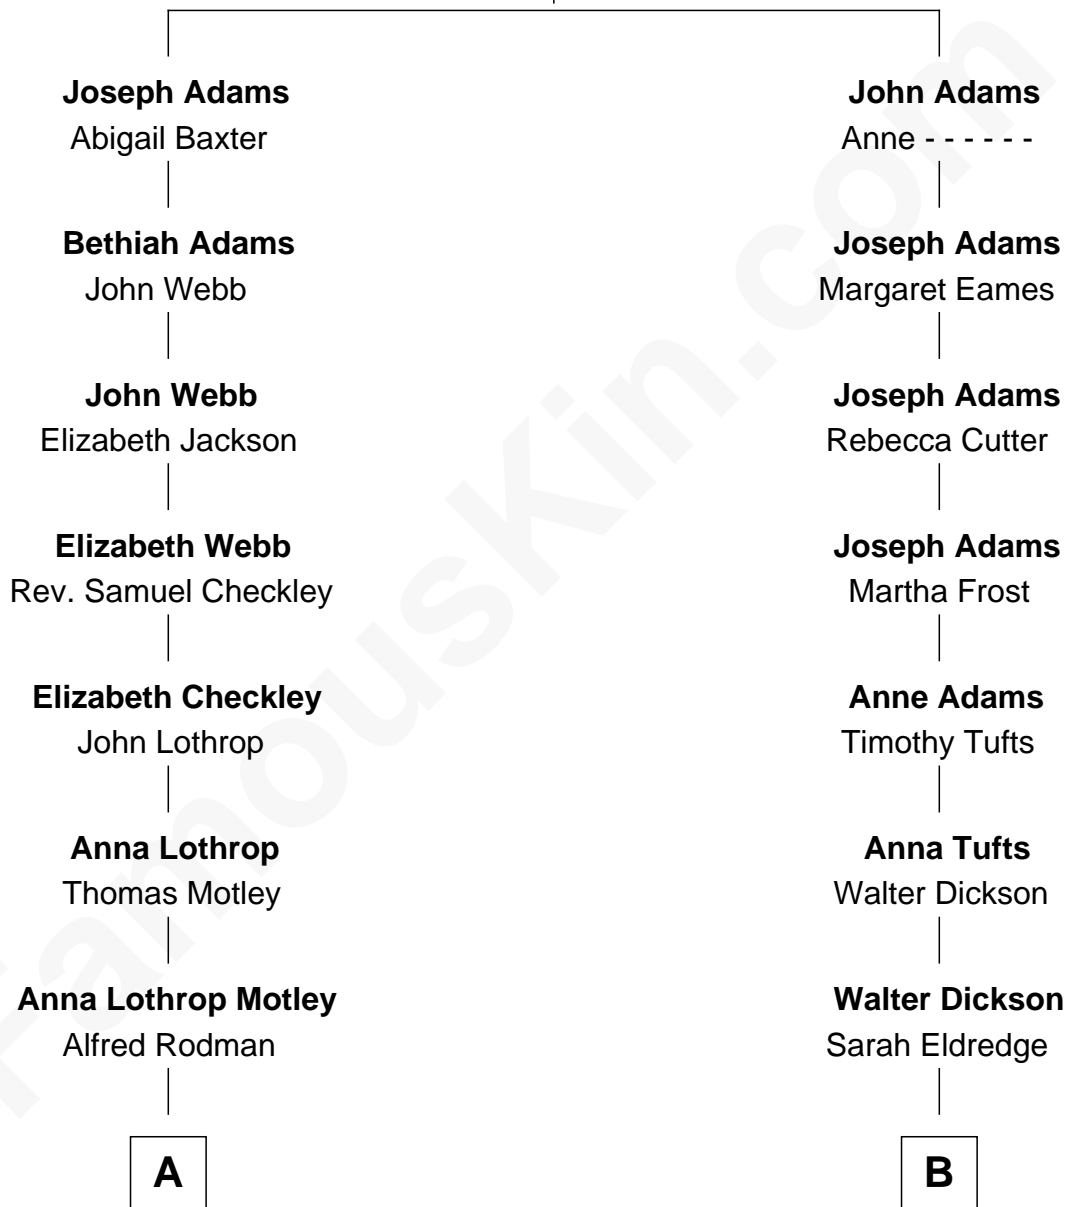 Joseph Adams
Abigail Baxter
John Adams
Anne - - - - - -
Bethiah Adams
John Webb
Joseph Adams
Margaret Eames
John Webb
Elizabeth Jackson
Joseph Adams
Rebecca Cutter
Elizabeth Webb
Rev. Samuel Checkley
Joseph Adams
Martha Frost
Elizabeth Checkley
John Lothrop
Anne Adams
Timothy Tufts
Anna Lothrop
Thomas Motley
Anna Tufts
Walter Dickson
Anna Lothrop Motley
Alfred Rodman
Walter Dickson
Sarah Eldredge
A
B
FamousKin.com